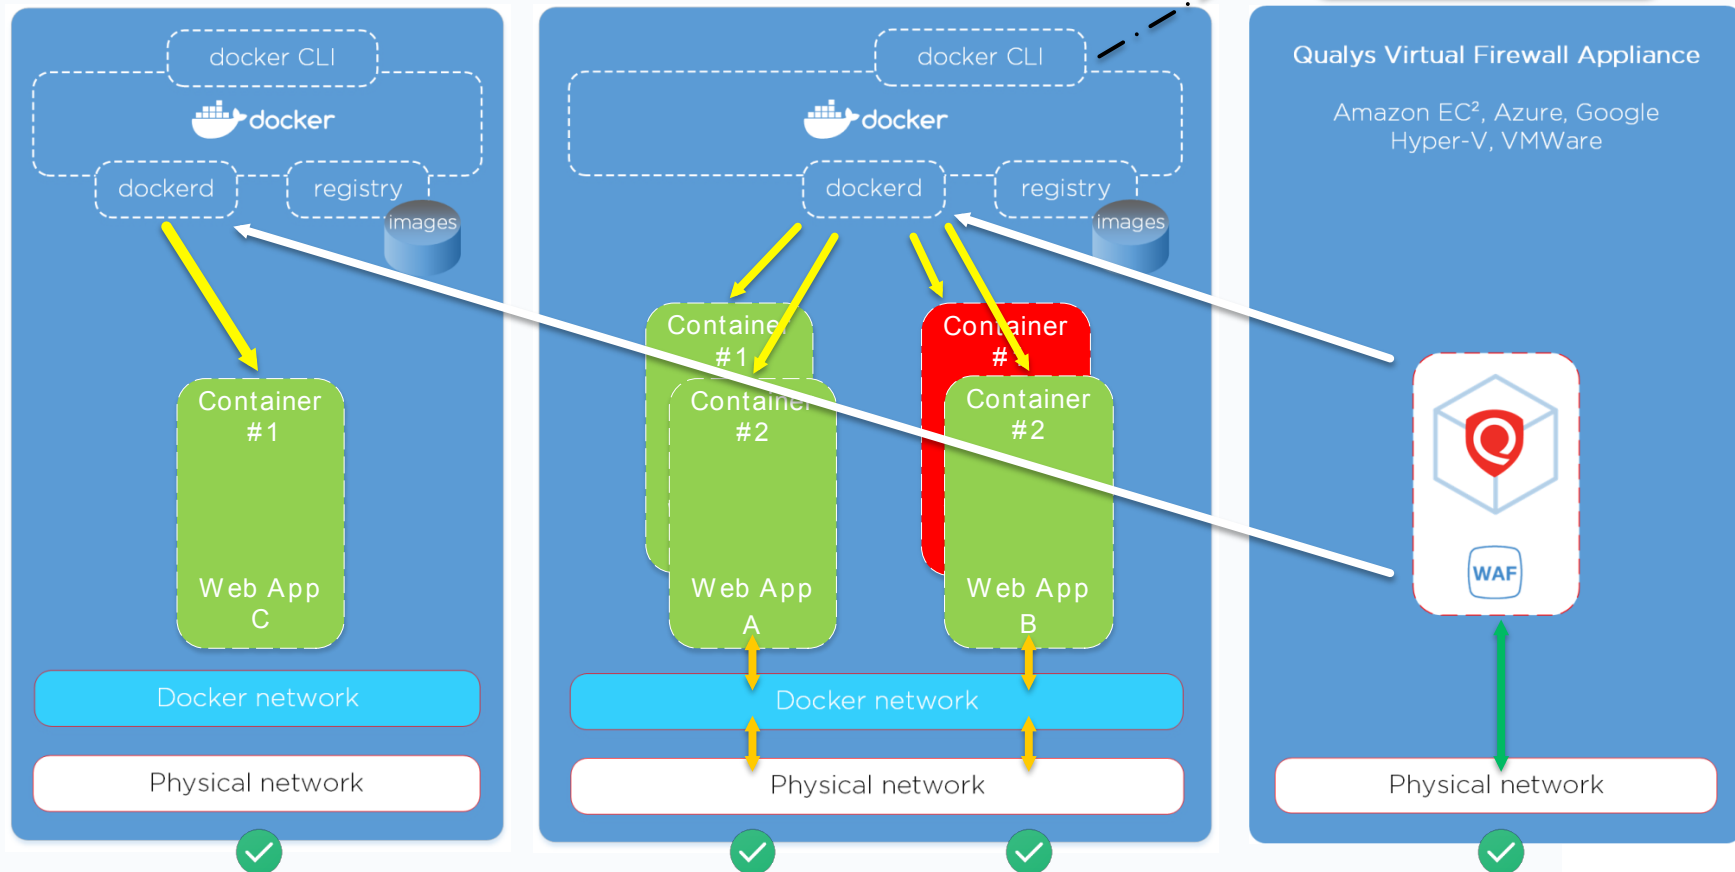 docker CLI
docker
dockerd
registry
images
Container
#1
Web App
C
Docker network
Physical network
docker CLI
docker
dockerd
registry
images
Container
#1
Container
#2
Web App
A
Container
#
Container
#2
Web App
B
Docker network
Physical network
Qualys Virtual Firewall Appliance
Amazon EC², Azure, Google
Hyper-V, VMWare
WAF
Physical network